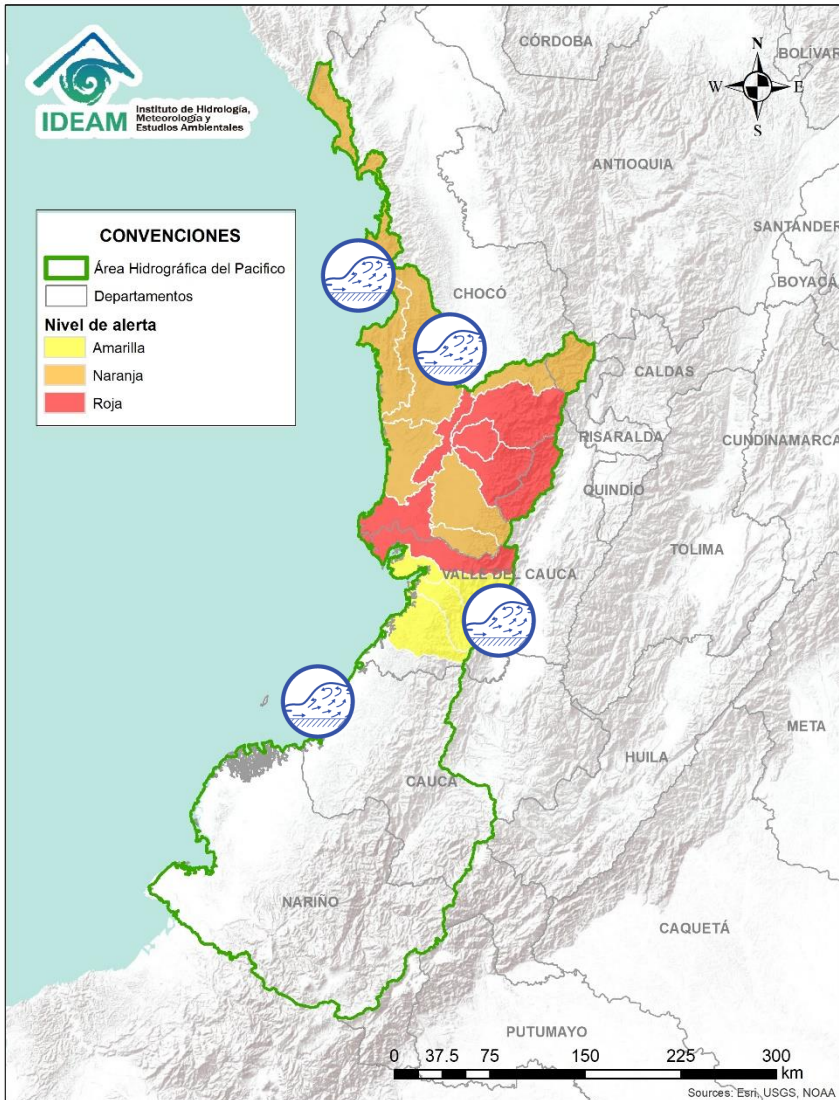 IDEAM
Instituto de Hidrología,
Meteorología y
Estudios Ambientales
CÓRDOBA
BOLÍVAR
N
W
E
S
ANTIOQUIA
SANTANDER
BOYACÁ
CONVENCIONES
Área Hidrográfica del Pacifico
Departamentos
Nivel de alerta
Amarilla
Naranja
Roja
CHOCÓ
CALDAS
RISARALDA
CUNDINAMARCA
QUINDÍO
TOLIMA
VALLE DEL CAUCA
META
HUILA
CAUCA
NARIÑO
CAQUETÁ
PUTUMAYO
0 37.5 75 150 225 300
km
Sources: Esri, USGS, NOAA